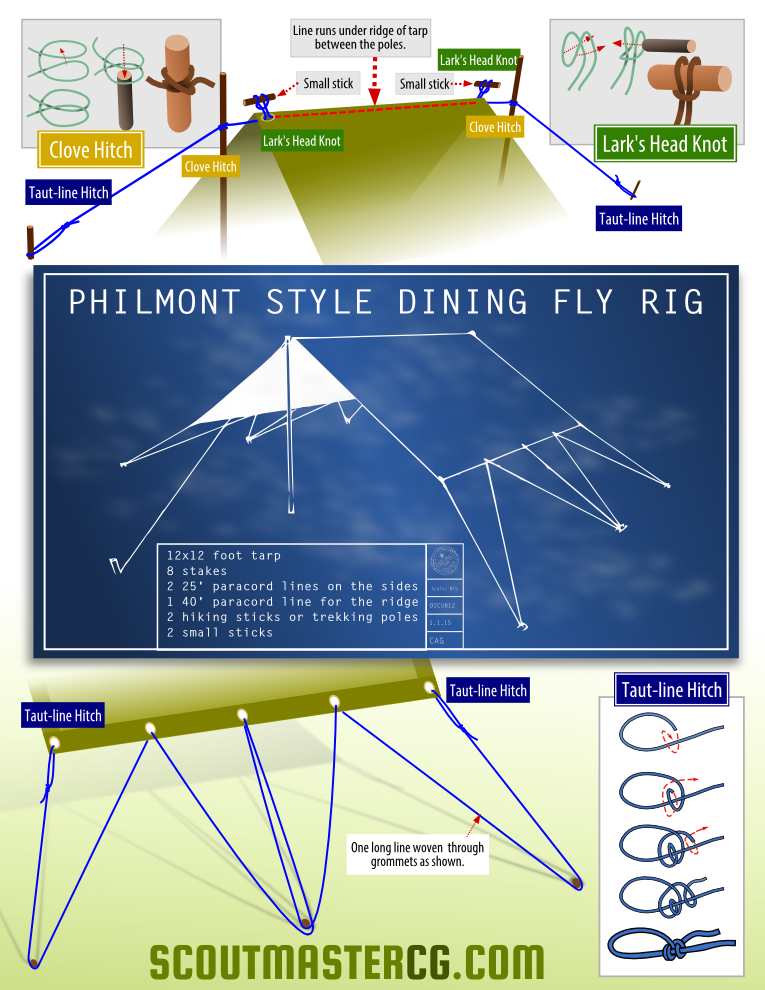 Line runs under ridge of tarp
between the poles.
Small stick
Small stick
Lark's Head Knot
Clove Hitch
Lark's Head Knot
Clove Hitch
Lark's Head Knot
Clove Hitch
Taut-line Hitch
Taut-line Hitch
PHILMONT STYLE DINING FLY RIG
12x12 foot tarp
8 stakes
2 25' paracord lines on the sides
1 40' paracord line for the ridge
2 hiking sticks or trekking poles
2 small sticks
Scale: NTS
1.1.15
CAG
Taut-line Hitch
Taut-line Hitch
Taut-line Hitch
One long line woven through
grommets as shown.
SCOUTMASTERCG.COM